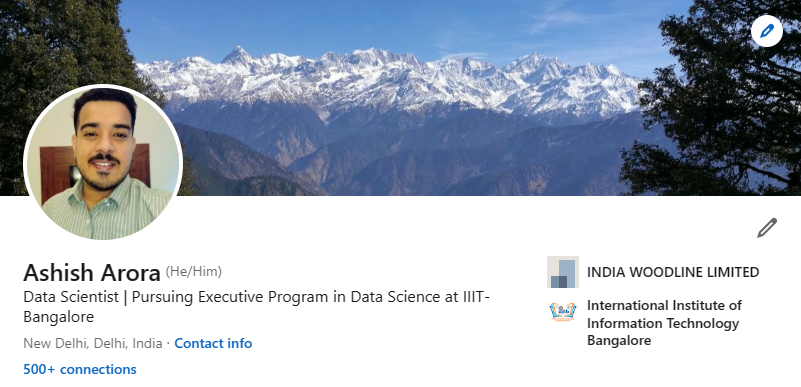 Ashish Arora (He/Him)
Data Scientist | Pursuing Executive Program in Data Science at IIIT-
Bangalore
New Delhi, Delhi, India · Contact info
500+ connections
INDIA WOODLINE LIMITED
International Institute of
Information Technology
Bangalore